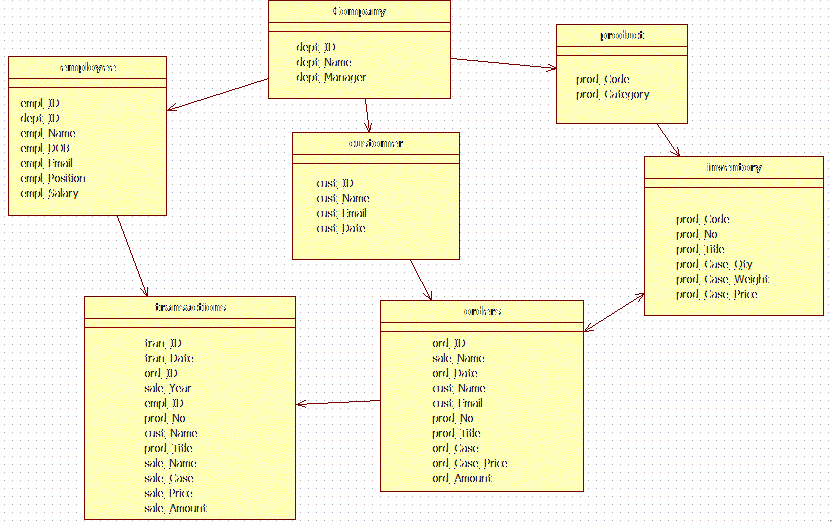 Company
dept_ID
dept_Name
dept_Manager
product
prod_Code
prod_Category
employee
empl_ID
dept_ID
empl_Name
empl_DOB
empl_Email
empl_Position
empl_Salary
customer
cust_ID
cust_Name
cust_Email
cust_Date
inventory
prod_Code
prod_No
prod_Title
prod_Case_Qty
prod_Case_Weight
prod_Case_Price
transactions
tran_ID
tran_Date
ord_ID
sale_Year
empl_ID
prod_No
cust_Name
prod_Title
sale_Name
sale_Case
sale_Price
sale_Amount
orders
ord_ID
sale_Name
ord_Date
cust_Name
cust_Email
prod_No
prod_Title
ord_Case
ord_Case_Price
ord_Amount